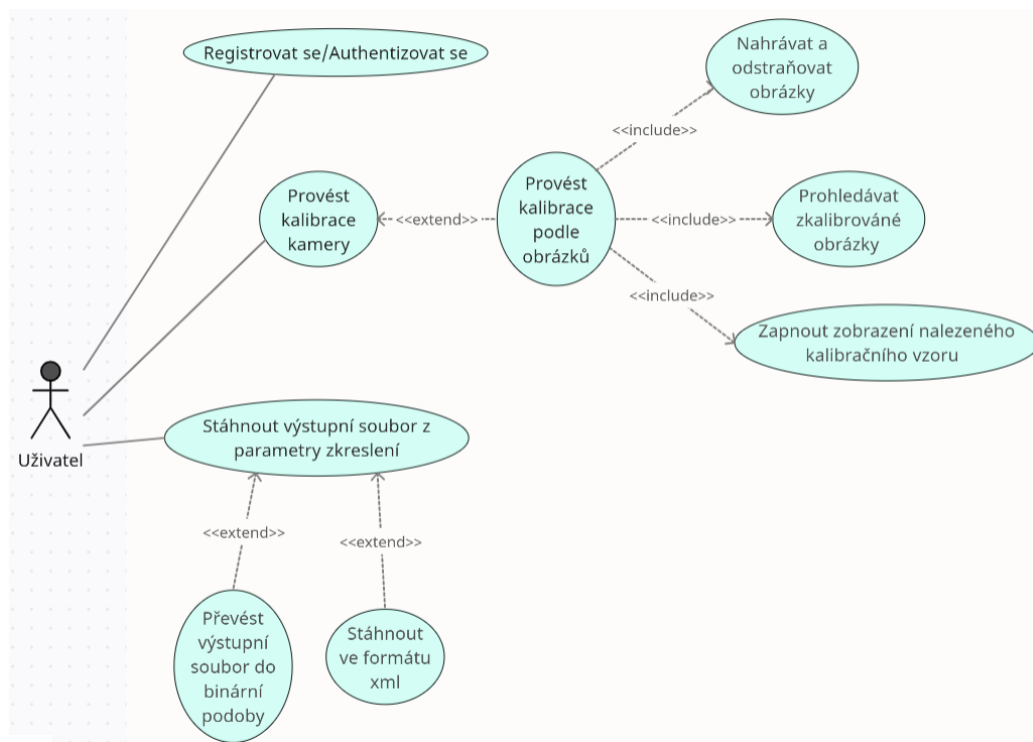 Registrovat se/Authentizovat se
Nahrávat a
odstraňovat
obrázky
<<include>>
Provést
kalibrace
kamery
<<extend>>
Provést
kalibrace
podle
obrázků
<<include>>
Prohledávat
zkalibrováné
obrázky
<<include>>
Zapnout zobrazení nalezeného
kalibračního vzoru
Uživatel
Stáhnout výstupní soubor z
parametry zkreslení
<<extend>>
<<extend>>
Převést
výstupní
soubor do
binární
podoby
Stáhnout
ve formátu
xml